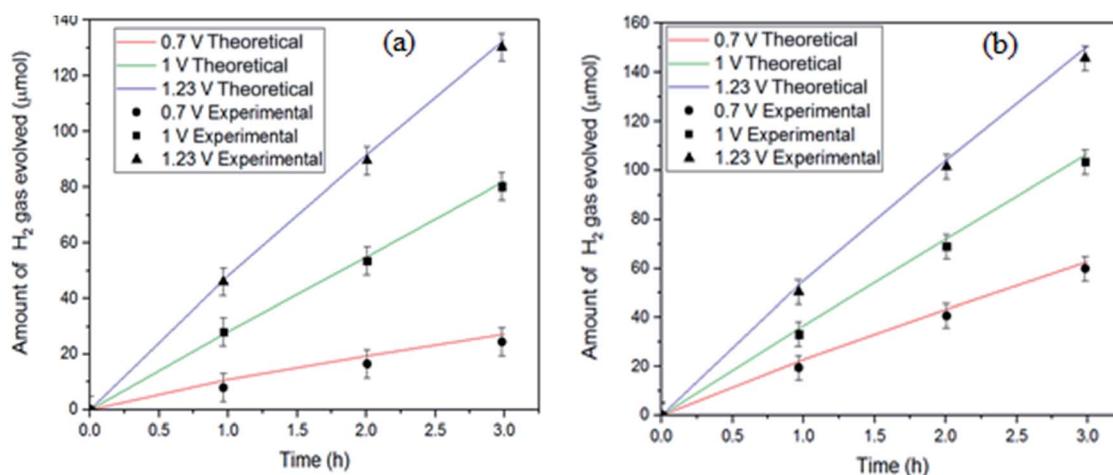 (a)
0.7 V Theoretical
1 V Theoretical
1.23 V Theoretical
0.7 V Experimental
1 V Experimental
1.23 V Experimental
Amount of H₂ gas evolved (μmol)
140
120
100
80
60
40
20
0
0.0 0.5 1.0 1.5 2.0 2.5 3.0
Time (h)
(b)
0.7 V Theoretical
1 V Theoretical
1.23 V Theoretical
0.7 V Experimental
1 V Experimental
1.23 V Experimental
Amount of H₂ gas evolved (μmol)
160
140
120
100
80
60
40
20
0
0.0 0.5 1.0 1.5 2.0 2.5 3.0
Time (h)